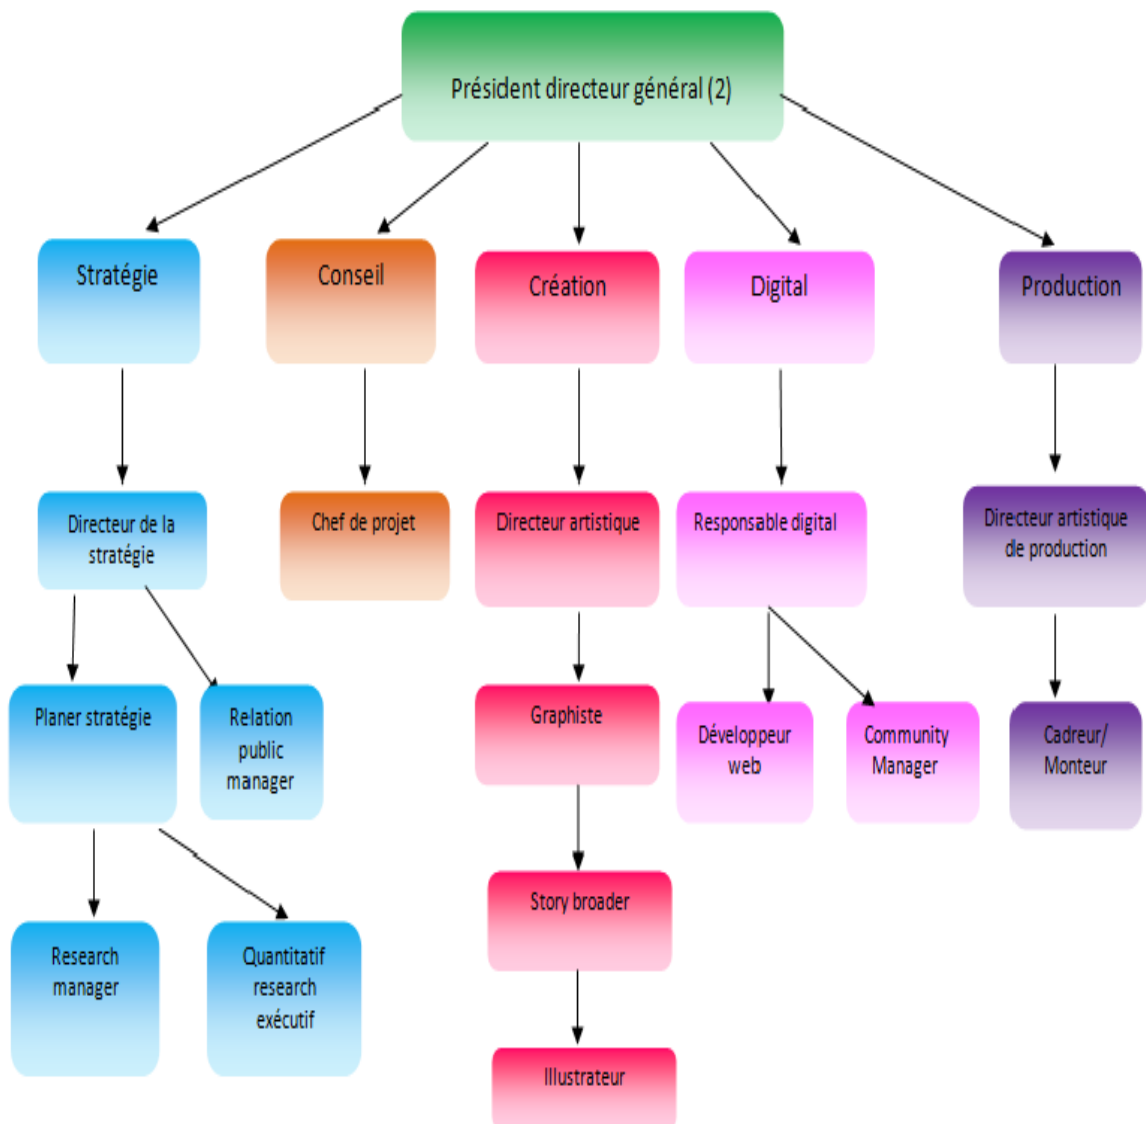 Président directeur général (2)
Stratégie
Conseil
Création
Digital
Production
Directeur de la
stratégie
Chef de projet
Directeur artistique
Responsable digital
Directeur artistique
de production
Planer stratégie
Relation
public
manager
Graphiste
Développeur
web
Community
Manager
Cadreur/
Monteur
Story broader
Research
manager
Quantitatif
research
exécutif
Illustrateur